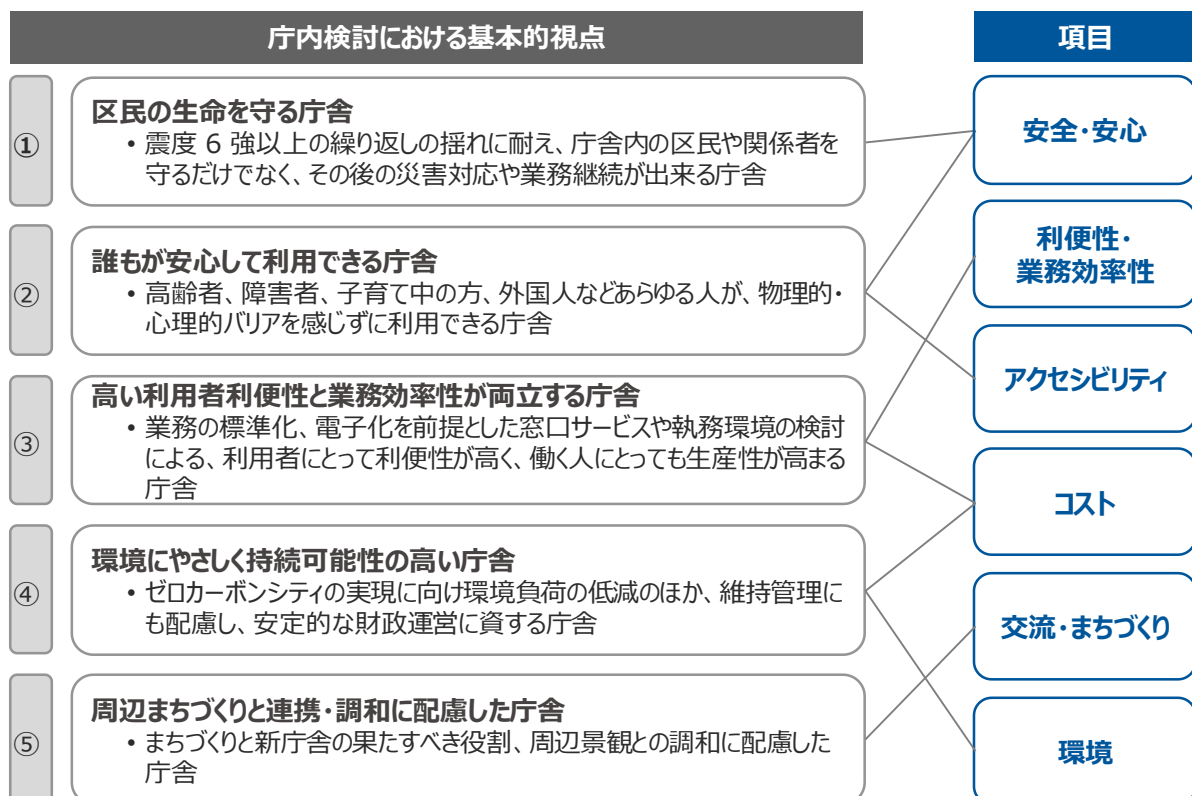 庁内検討における基本的視点
項目
①
区民の生命を守る庁舎
• 震度 6 強以上の繰り返しの揺れに耐え、庁舎内の区民や関係者を
守るだけでなく、その後の災害対応や業務継続が出来る庁舎
②
誰もが安心して利用できる庁舎
• 高齢者、障害者、子育て中の方、外国人などあらゆる人が、物理的・
心理的バリアを感じずに利用できる庁舎
③
高い利用者利便性と業務効率性が両立する庁舎
• 業務の標準化、電子化を前提とした窓口サービスや執務環境の検討
による、利用者にとって利便性が高く、働く人にとっても生産性が高まる
庁舎
④
環境にやさしく持続可能性の高い庁舎
• ゼロカーボンシティの実現に向け環境負荷の低減のほか、維持管理に
も配慮し、安定的な財政運営に資する庁舎
⑤
周辺まちづくりと連携・調和に配慮した庁舎
• まちづくりと新庁舎の果たすべき役割、周辺景観との調和に配慮した
庁舎
安全・安心
利便性・
業務効率性
アクセシビリティ
コスト
交流・まちづくり
環境